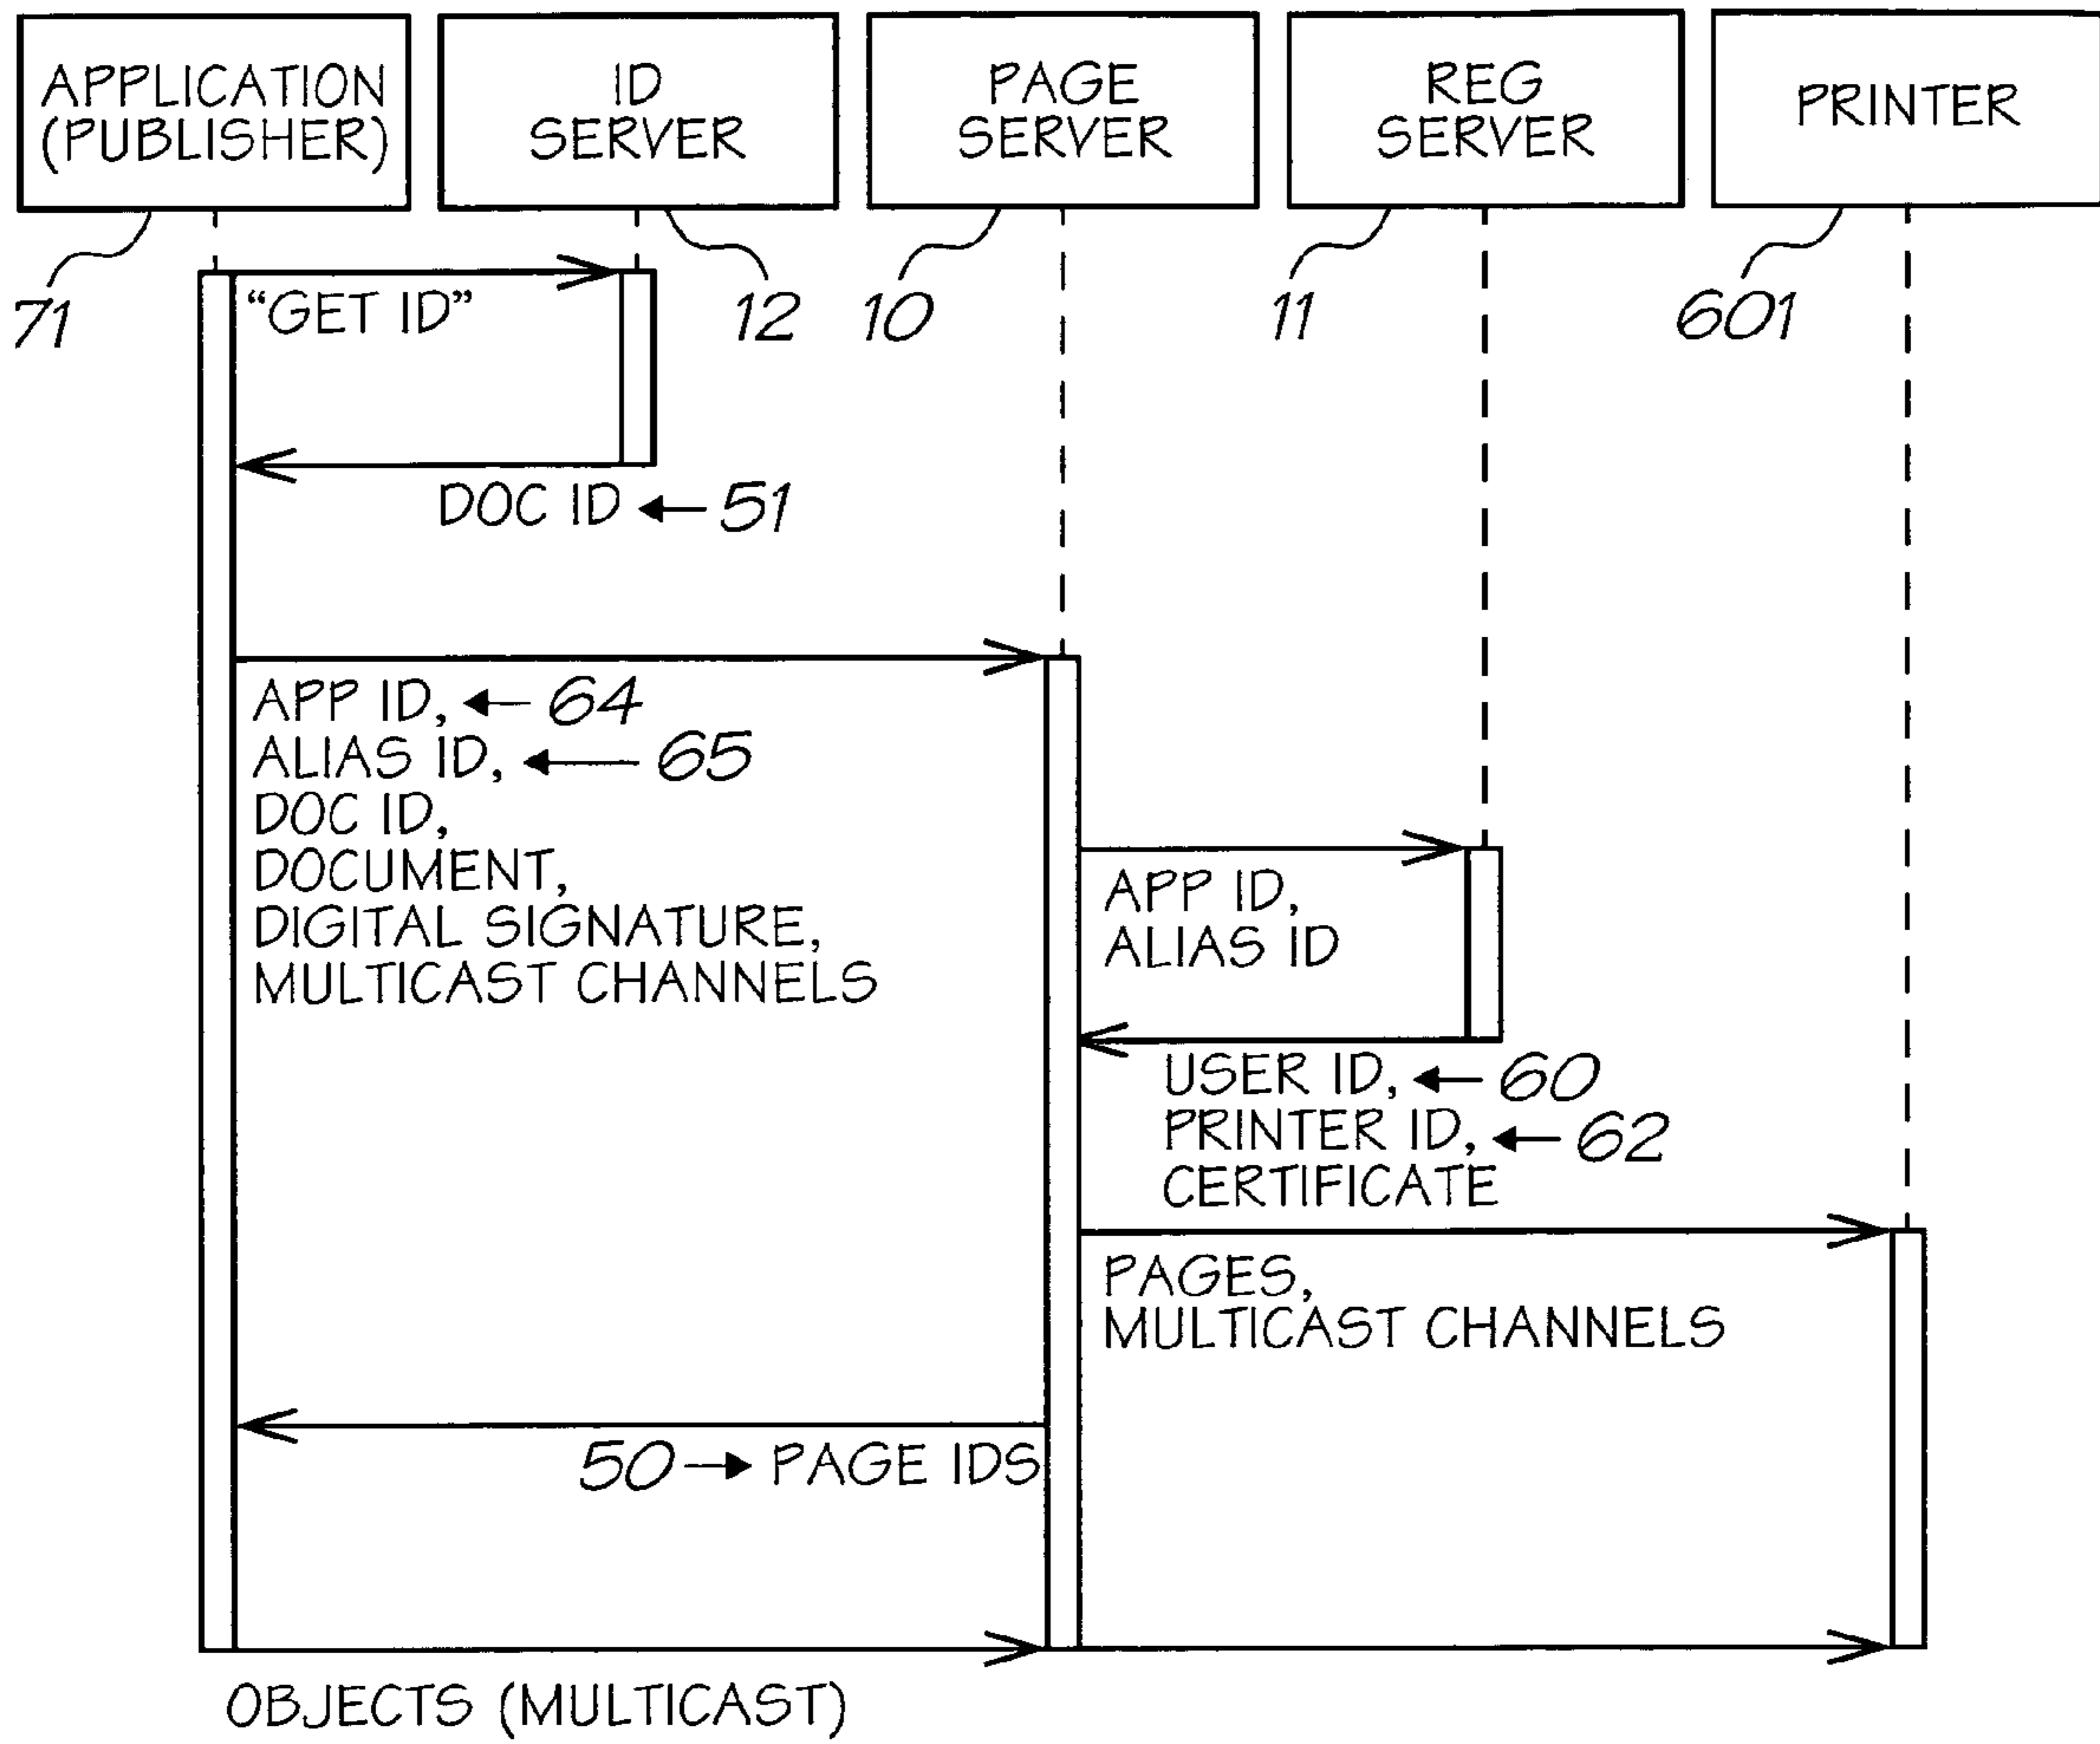 APPLICATION
(PUBLISHER)
ID
SERVER
PAGE
SERVER
REG
SERVER
PRINTER
71
12
10
11
601
"GET ID"
DOC ID
51
APP ID,
64
ALIAS ID,
65
DOC ID,
DOCUMENT,
DIGITAL SIGNATURE,
MULTICAST CHANNELS
APP ID,
ALIAS ID
USER ID,
60
PRINTER ID,
62
CERTIFICATE
PAGES,
MULTICAST CHANNELS
50
PAGE IDS
OBJECTS (MULTICAST)